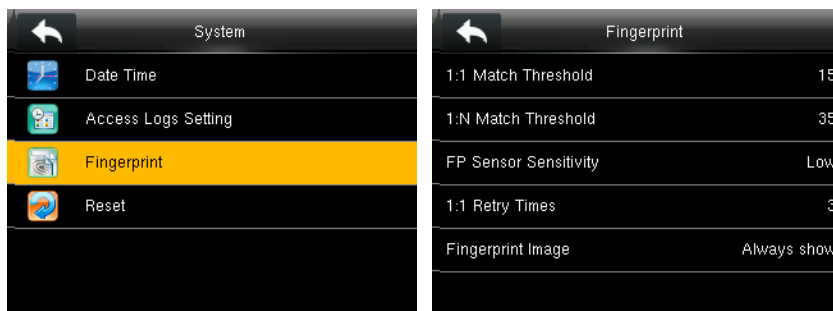 System
Date Time
Access Logs Setting
Fingerprint
Reset
Fingerprint
1:1 Match Threshold 15
1:N Match Threshold 35
FP Sensor Sensitivity Low
1:1 Retry Times 3
Fingerprint Image Always show